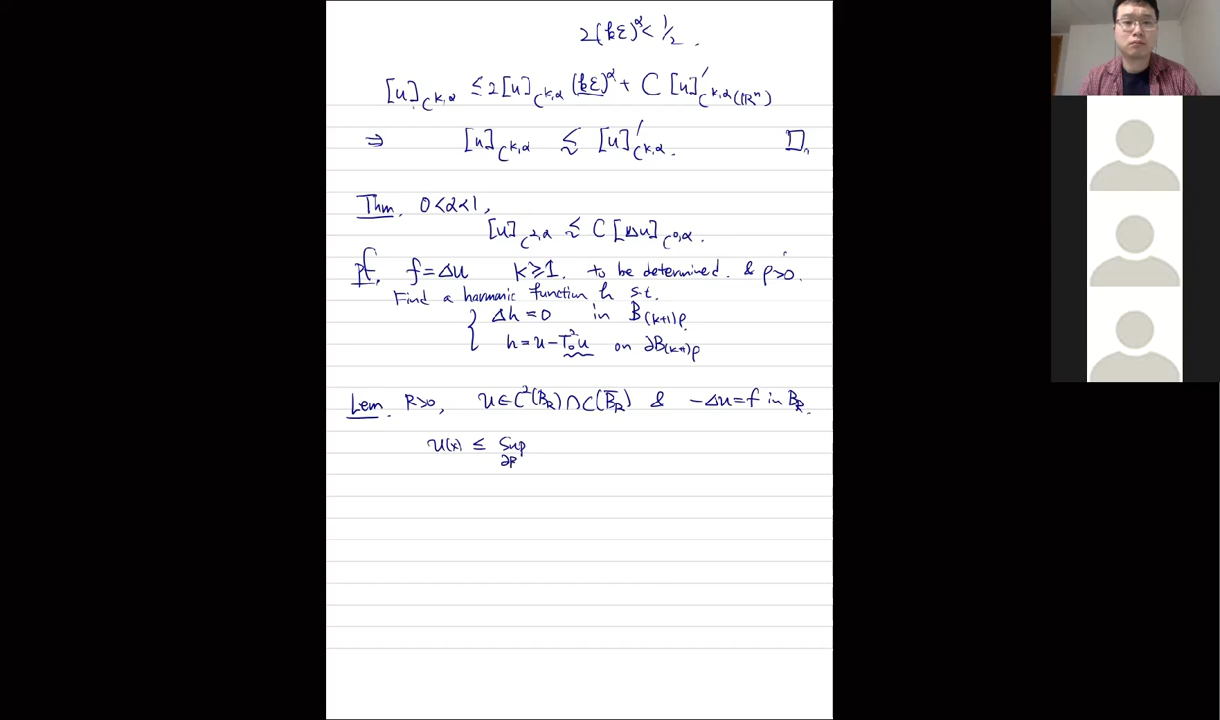 2(kε)^α < 1/2.
[u]_{C^{k,α}} ≤ 2[u]_{C^{k,α}} (kε)^α + C [u]'_{C^{k,α}(ℝ^n)}
⇒ [u]_{C^{k,α}} ≲ [u]'_{C^{k,α}}. □.
Thm. 0<α<1,
[u]_{C^{2,α}} ≲ C [Δu]_{C^{0,α}}.
Pf. f=Δu k≥1. to be determined. & ρ>0.
Find a harmonic function h s.t.
{ Δh = 0 in B_{(k+1)ρ}
h = u − T_0^2 u on ∂B_{(k+1)ρ}
Lem. R>0, u∈C^2(B_R)∩C(B̅_R) & −Δu=f in B_R.
u(x) ≤ sup